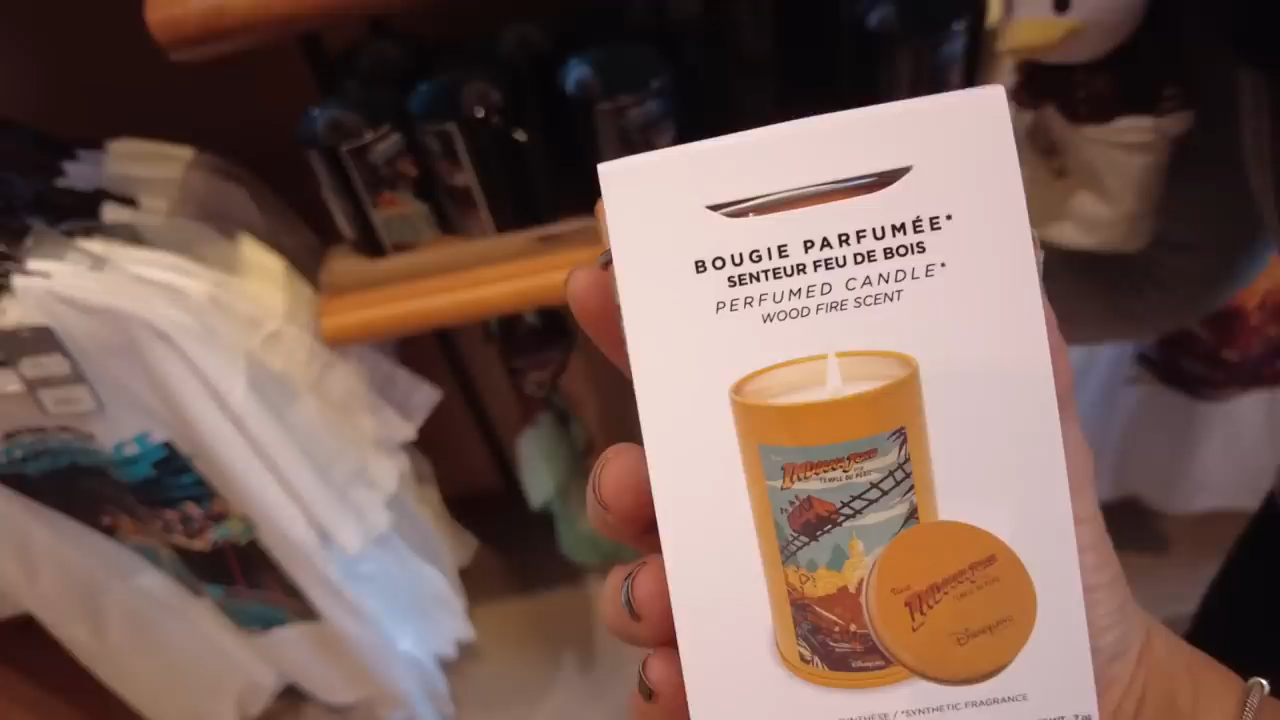 BOUGIE PARFUMÉE*
SENTEUR FEU DE BOIS
PERFUMED CANDLE*
WOOD FIRE SCENT
INDIANA JONES
TEMPLE DU PÉRIL
INDIANA JONES
TEMPLE DU PÉRIL
Disney
/ *SYNTHETIC FRAGRANCE